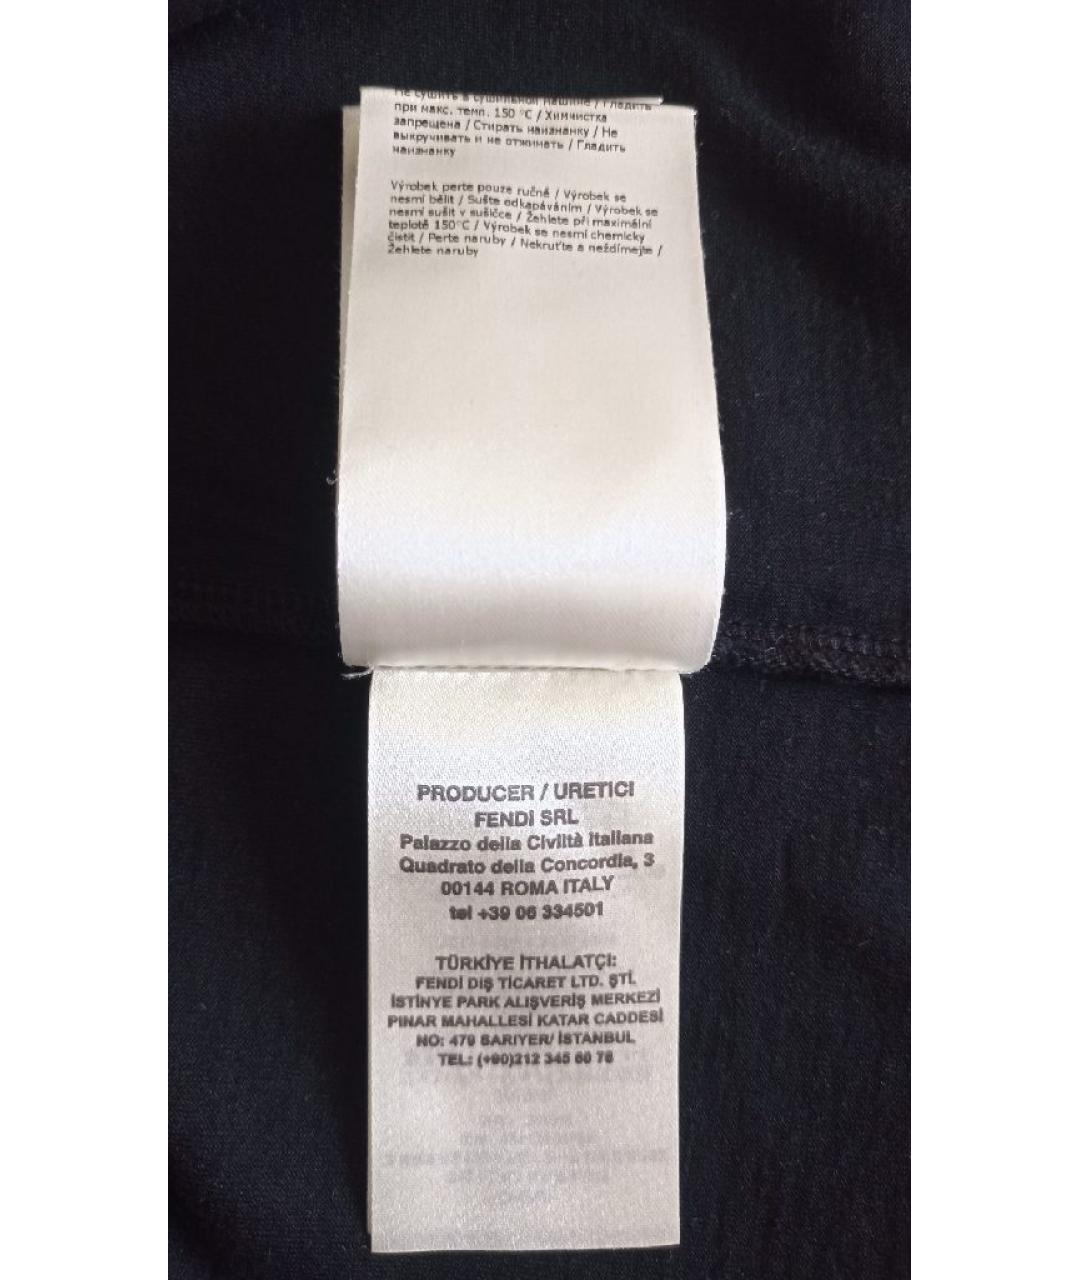 Не сушить в сушильной машине / Гладить
при макс. темп. 150 °C / Химчистка
запрещена / Стирать наизнанку / Не
выкручивать и не отжимать / Гладить
наизнанку
Výrobek perte pouze ručně / Výrobek se
nesmí bělit / Sušte odkapáváním / Výrobek se
nesmí sušit v sušičce / Žehlete při maximální
teplotě 150°C / Výrobek se nesmí chemicky
čistit / Perte naruby / Nekruťte a neždímejte /
Žehlete naruby
PRODUCER / URETICI
FENDI SRL
Palazzo della Civiltà Italiana
Quadrato della Concordia, 3
00144 ROMA ITALY
tel +39 06 334501
TÜRKİYE İTHALATÇI:
FENDİ DIŞ TİCARET LTD. ŞTİ.
İSTİNYE PARK ALIŞVERİŞ MERKEZİ
PINAR MAHALLESİ KATAR CADDESİ
NO: 479 SARIYER/ İSTANBUL
TEL: (+90)212 345 60 76